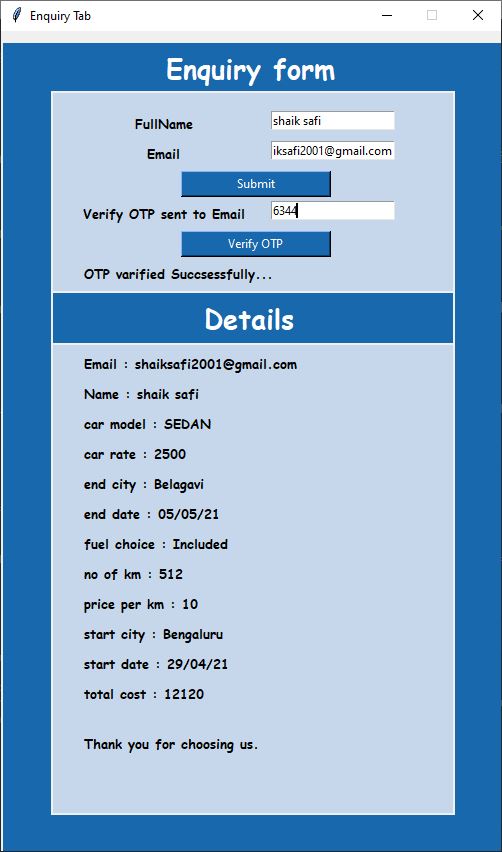 Enquiry Tab
Enquiry form
FullName shaik safi
Email iksafi2001@gmail.com
Submit
Verify OTP sent to Email 6344
Verify OTP
OTP varified Succsessfully...
Details
Email : shaiksafi2001@gmail.com
Name : shaik safi
car model : SEDAN
car rate : 2500
end city : Belagavi
end date : 05/05/21
fuel choice : Included
no of km : 512
price per km : 10
start city : Bengaluru
start date : 29/04/21
total cost : 12120
Thank you for choosing us.